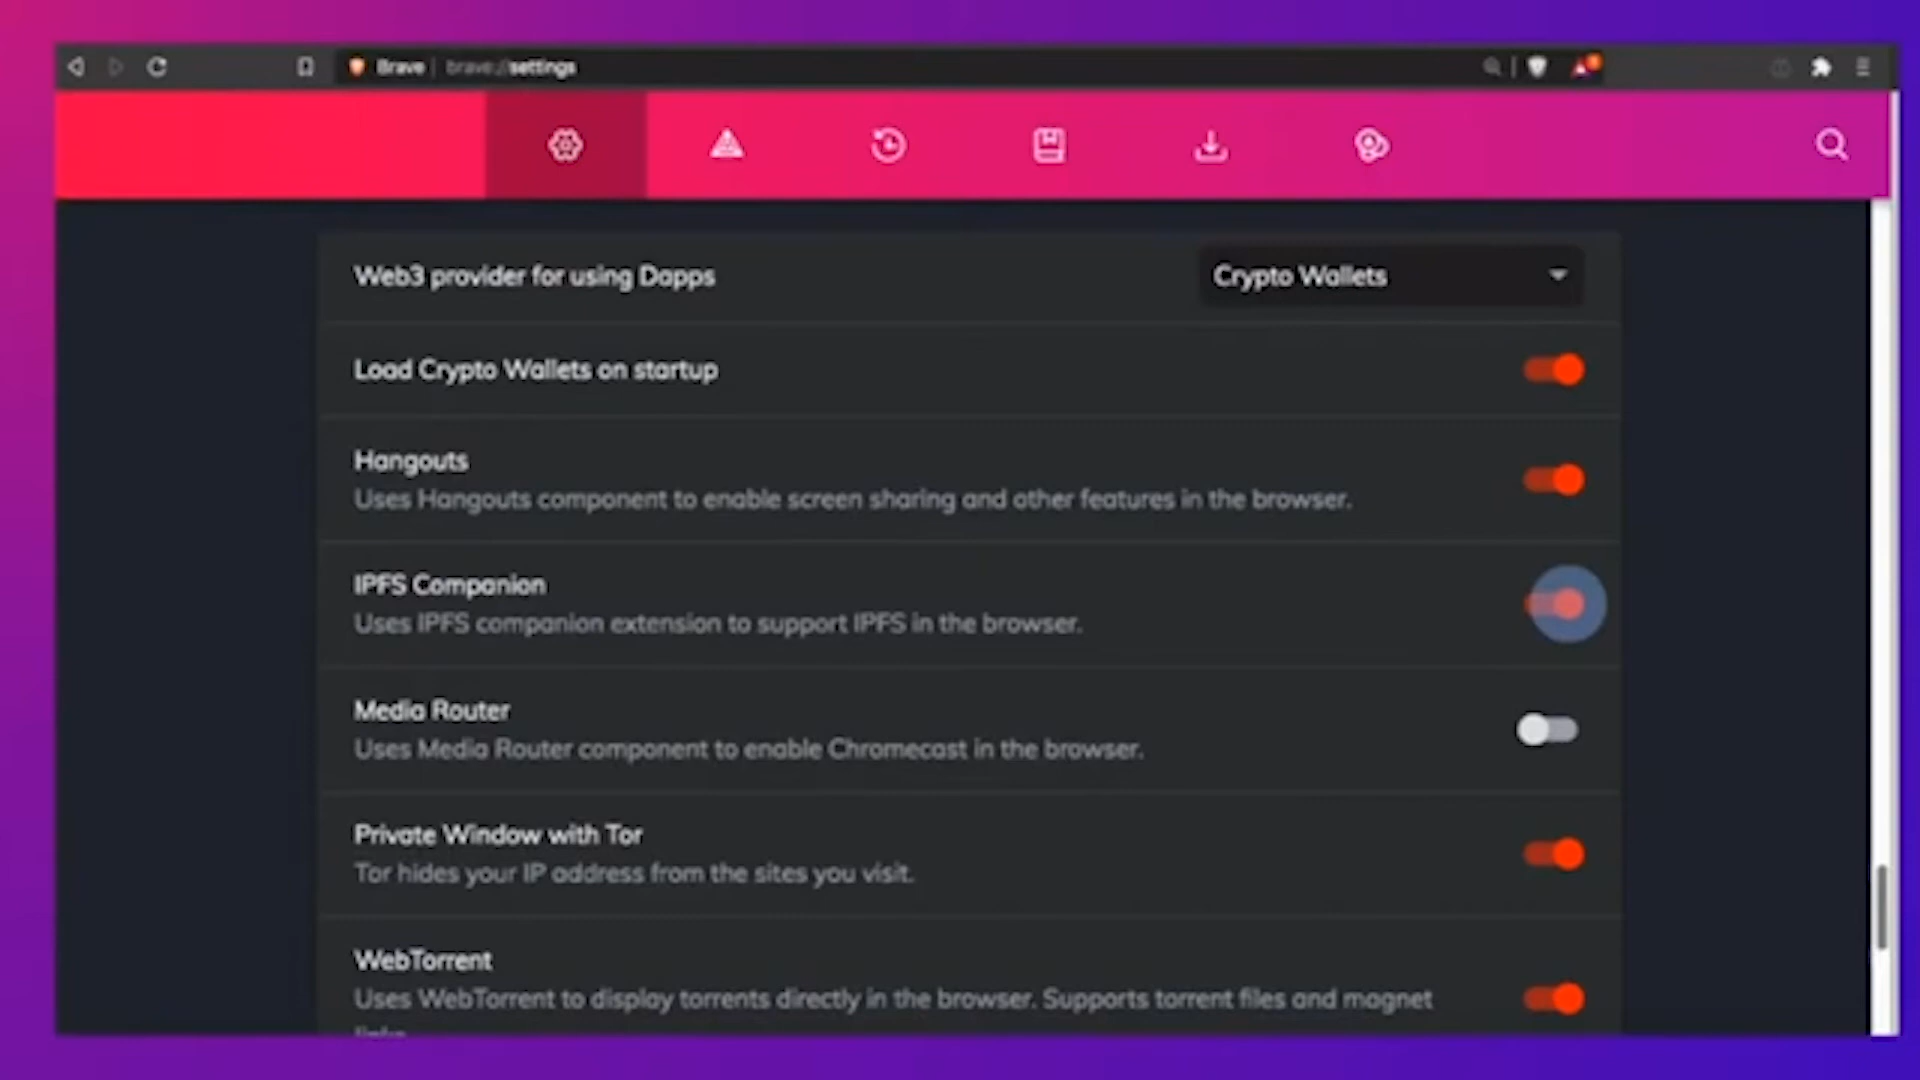 Brave | brave://settings
Web3 provider for using Dapps
Crypto Wallets
Load Crypto Wallets on startup
Hangouts
Uses Hangouts component to enable screen sharing and other features in the browser.
IPFS Companion
Uses IPFS companion extension to support IPFS in the browser.
Media Router
Uses Media Router component to enable Chromecast in the browser.
Private Window with Tor
Tor hides your IP address from the sites you visit.
WebTorrent
Uses WebTorrent to display torrents directly in the browser. Supports torrent files and magnet